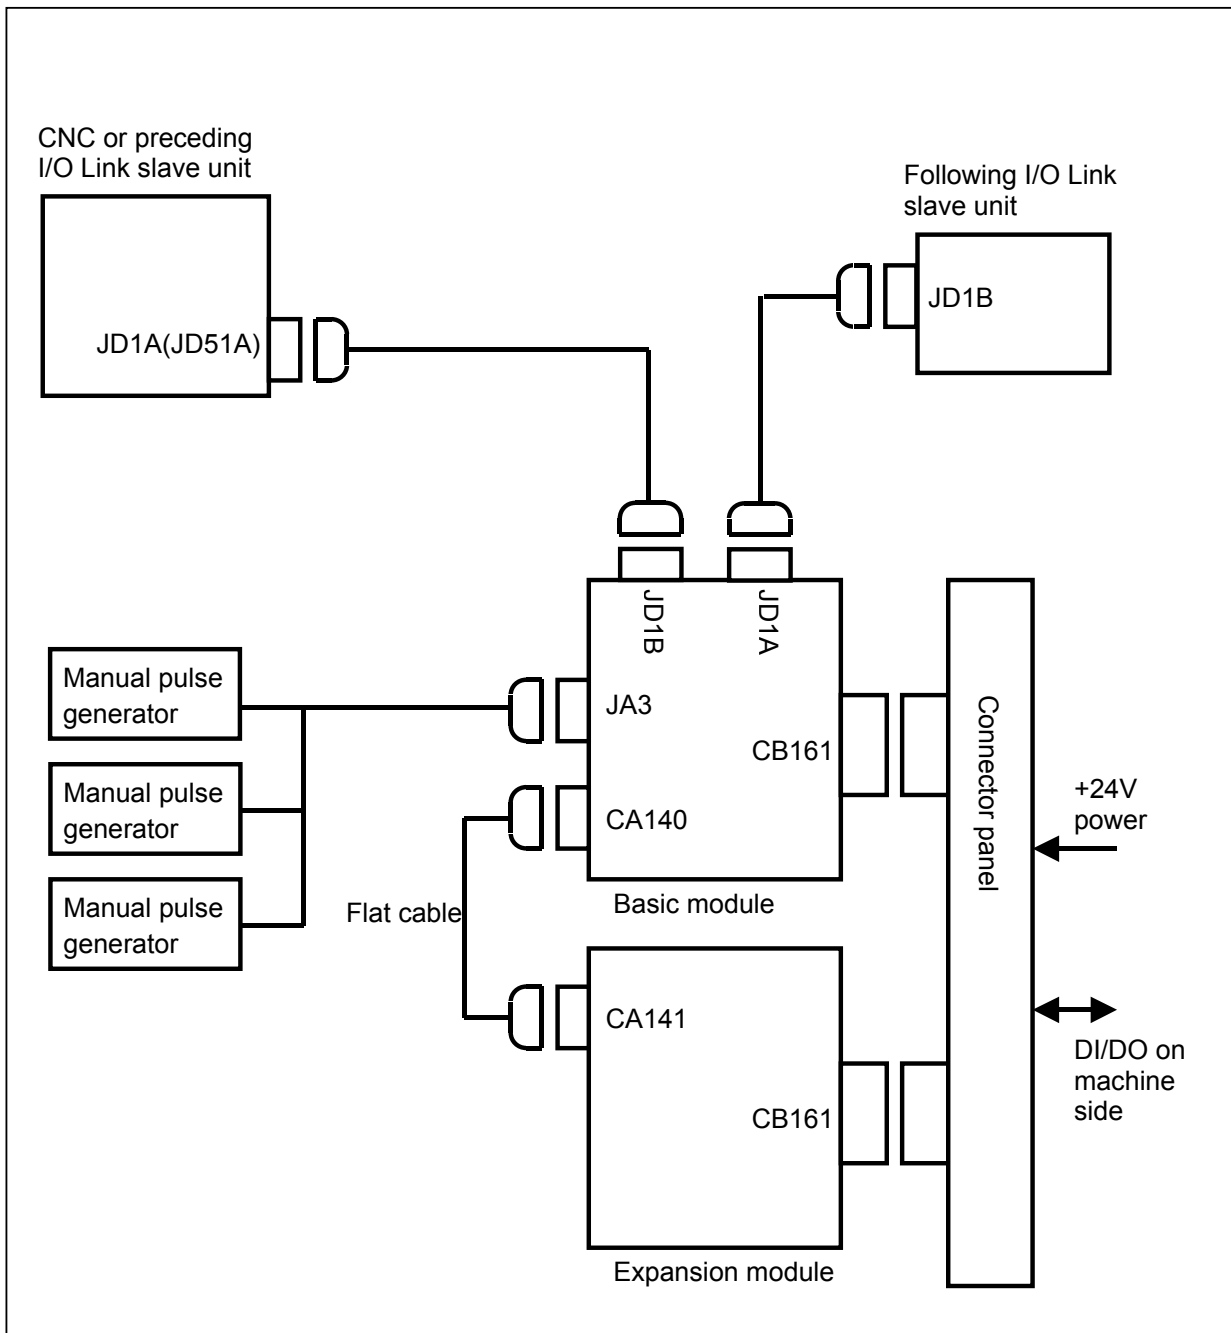 CNC or preceding
I/O Link slave unit
Following I/O Link
slave unit
JD1B
JD1A(JD51A)
JD1B
JD1A
Manual pulse
generator
JA3
CB161
Connector panel
Manual pulse
generator
CA140
+24V
power
Manual pulse
generator
Flat cable
Basic module
CA141
DI/DO on
machine
side
CB161
Expansion module